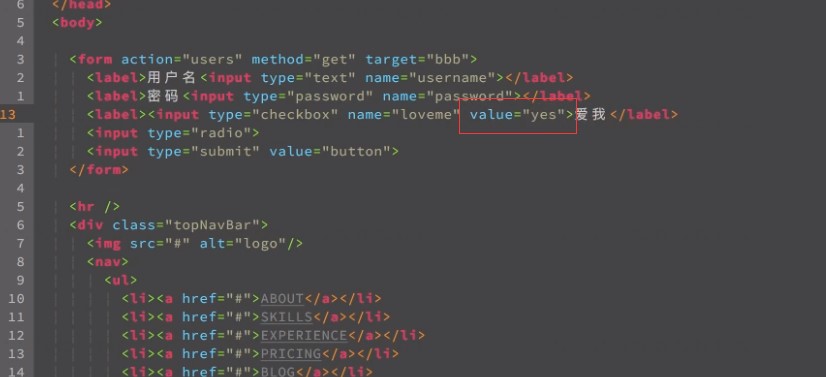 6 </head>
5 <body>
4
3 <form action="users" method="get" target="bbb">
2 <label>用户名<input type="text" name="username"></label>
1 <label>密码<input type="password" name="password"></label>
13 <label><input type="checkbox" name="loveme" value="yes">爱我</label>
1 <input type="radio">
2 <input type="submit" value="button">
3 </form>
4
5 <hr />
6 <div class="topNavBar">
7 <img src="#" alt="logo"/>
8 <nav>
9 <ul>
10 <li><a href="#">ABOUT</a></li>
11 <li><a href="#">SKILLS</a></li>
12 <li><a href="#">EXPERIENCE</a></li>
13 <li><a href="#">PRICING</a></li>
14 <li><a href="#">BLOG</a></li>